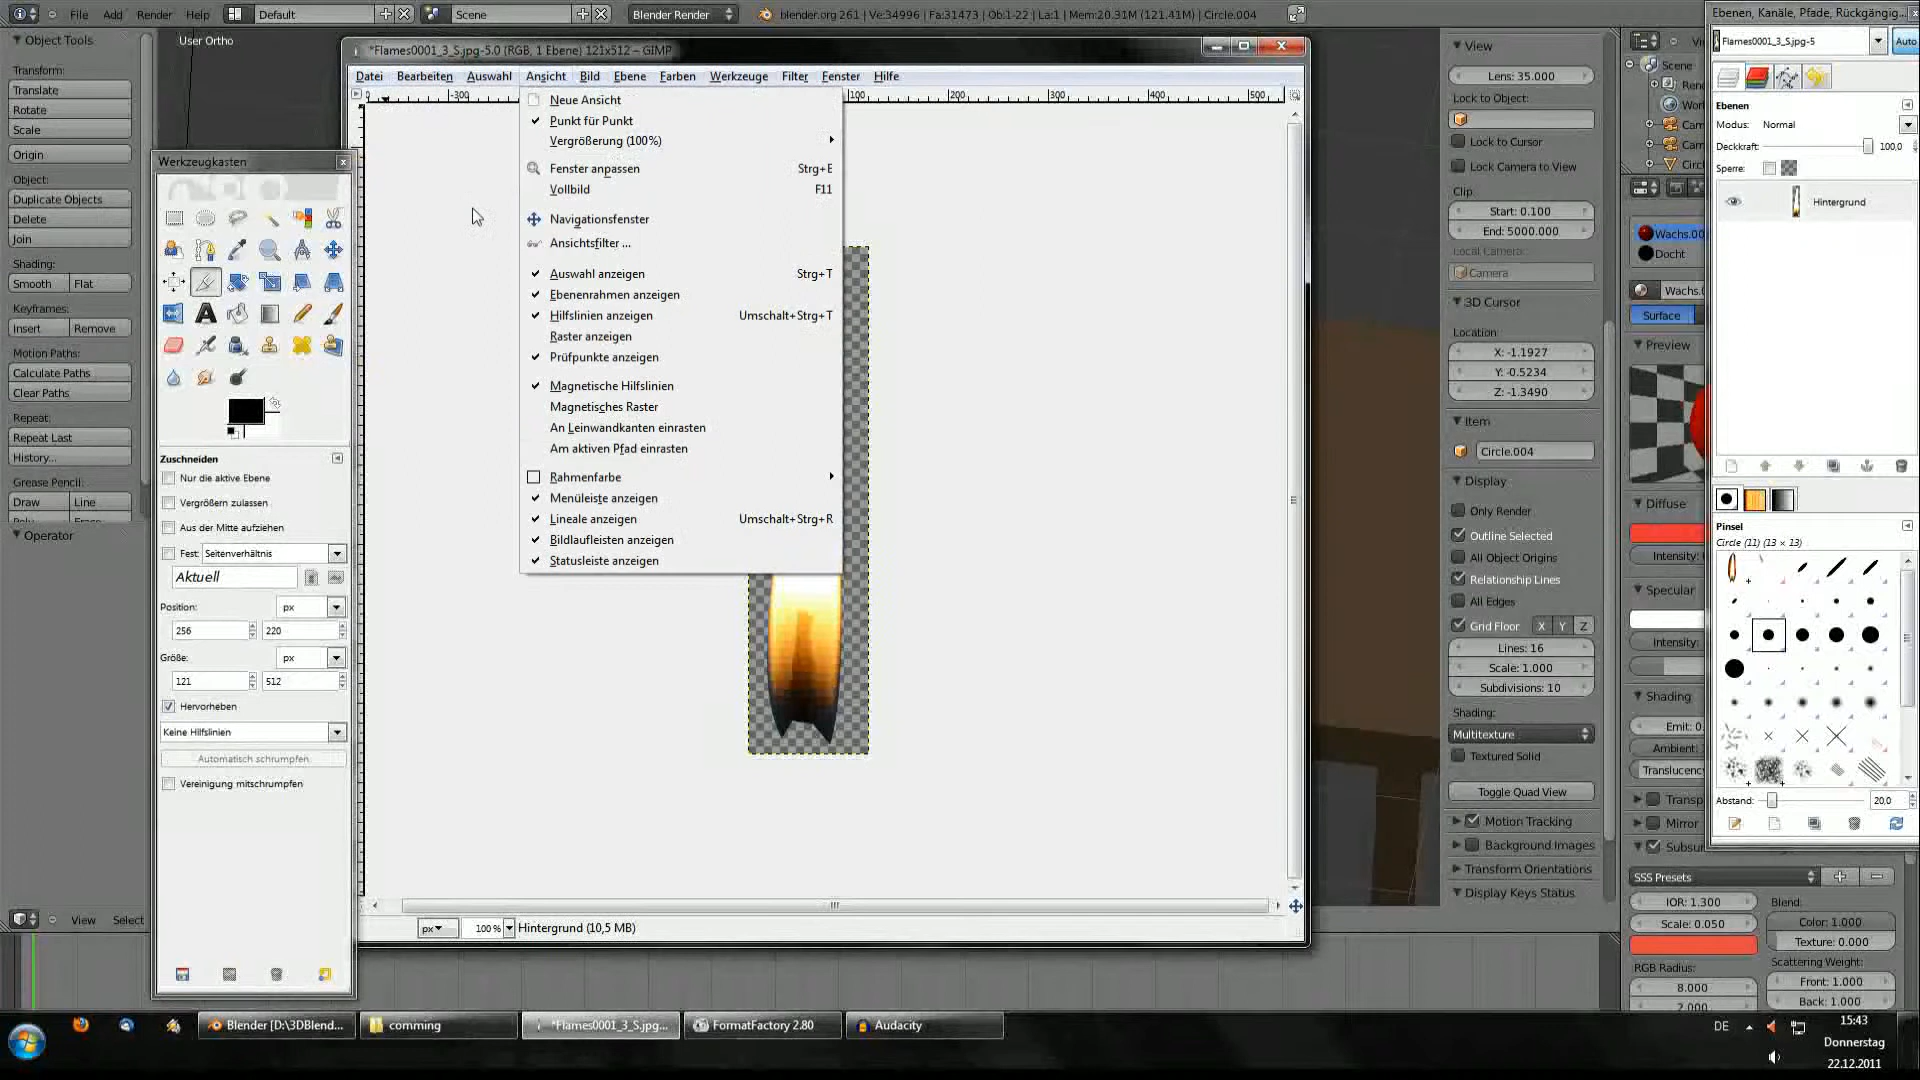 File Add Render Help Default Scene Blender Render blender.org 261 | Ve:34996 | Fa:31473 | Ob:1-22 | La:1 | Mem:20.31M (121.41M) | Circle.004
Object Tools
Transform:
Translate
Rotate
Scale
Origin
Object:
Duplicate Objects
Delete
Join
Shading:
Smooth Flat
Keyframes:
Insert Remove
Motion Paths:
Calculate Paths
Clear Paths
Repeat:
Repeat Last
History...
Grease Pencil:
Draw Line
Operator
View Select
User Ortho
Werkzeugkasten
Zuschneiden
Nur die aktive Ebene
Vergrößern zulassen
Aus der Mitte aufziehen
Fest: Seitenverhältnis
Aktuell
Position: px
256 220
Größe: px
121 512
Hervorheben
Keine Hilfslinien
Automatisch schrumpfen
Vereinigung mitschrumpfen
*Flames0001_3_S.jpg-5.0 (RGB, 1 Ebene) 121x512 – GIMP
Datei Bearbeiten Auswahl Ansicht Bild Ebene Farben Werkzeuge Filter Fenster Hilfe
-300 100 200 300 400 500
Neue Ansicht
Punkt für Punkt
Vergrößerung (100%)
Fenster anpassen Strg+E
Vollbild F11
Navigationsfenster
Ansichtsfilter ...
Auswahl anzeigen Strg+T
Ebenenrahmen anzeigen
Hilfslinien anzeigen Umschalt+Strg+T
Raster anzeigen
Prüfpunkte anzeigen
Magnetische Hilfslinien
Magnetisches Raster
An Leinwandkanten einrasten
Am aktiven Pfad einrasten
Rahmenfarbe
Menüleiste anzeigen
Lineale anzeigen Umschalt+Strg+R
Bildlaufleisten anzeigen
Statusleiste anzeigen
px 100 % Hintergrund (10,5 MB)
View
Lens: 35.000
Lock to Object:
Lock to Cursor
Lock Camera to View
Clip:
Start: 0.100
End: 5000.000
Local Camera:
Camera
3D Cursor
Location:
X: -1.1927
Y: -0.5234
Z: -1.3490
Item
Circle.004
Display
Only Render
Outline Selected
All Object Origins
Relationship Lines
All Edges
Grid Floor X Y Z
Lines: 16
Scale: 1.000
Subdivisions: 10
Shading:
Multitexture
Textured Solid
Toggle Quad View
Motion Tracking
Background Images
Transform Orientations
Display Keys Status
Scene
Wachs.00
Docht
Surface
Preview
Diffuse
Intensity:
Specular
Intensity:
Shading
Emit: 0.
Ambient:
Translucency
Mirror
SSS Presets
IOR: 1.300 Blend:
Scale: 0.050 Color: 1.000
Texture: 0.000
RGB Radius: Scattering Weight:
8.000 Front: 1.000
2.000 Back: 1.000
Ebenen, Kanäle, Pfade, Rückgängig...
Flames0001_3_S.jpg-5 Auto
Ebenen
Modus: Normal
Deckkraft: 100,0
Sperre:
Hintergrund
Pinsel
Circle (11) (13 × 13)
Abstand: 20,0
Blender [D:\3DBlend... comming *Flames0001_3_S.jpg... FormatFactory 2.80 Audacity
DE
15:43
Donnerstag
22.12.2011